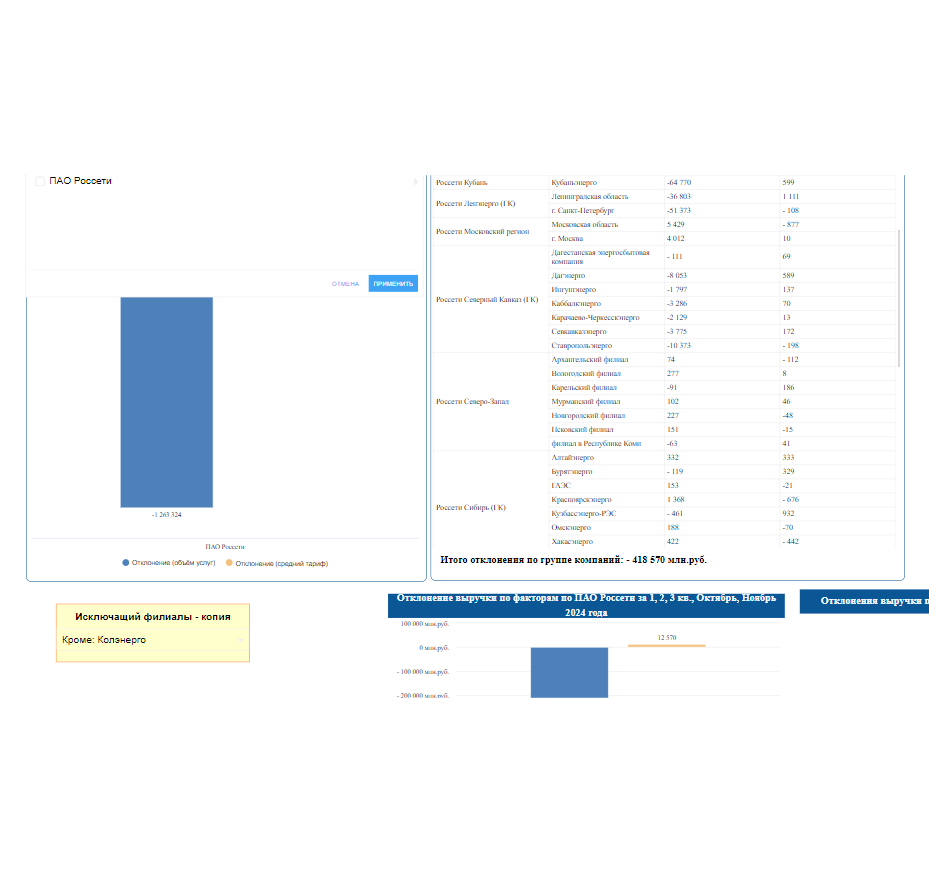 ПАО Россети
ОТМЕНА ПРИМЕНИТЬ
-1 263 324
ПАО Россети
Отклонение (объём услуг) Отклонение (средний тариф)
Россети Кубань Кубаньэнерго -64 770 599
Россети Ленэнерго (ГК) Ленинградская область -36 803 1 111
г. Санкт-Петербург -51 373 - 108
Россети Московский регион Московская область 5 429 - 877
г. Москва 4 012 10
Россети Северный Кавказ (ГК) Дагестанская энергосбытовая
компания - 111 69
Дагэнерго -8 053 589
Ингушэнерго -1 797 137
Каббалкэнерго -3 286 70
Карачаево-Черкесскэнерго -2 129 13
Севкавказэнерго -3 775 172
Ставропольэнерго -10 373 - 198
Россети Северо-Запад Архангельский филиал 74 - 112
Вологодский филиал 277 8
Карельский филиал -91 186
Мурманский филиал 102 46
Новгородский филиал 227 -48
Псковский филиал 151 -15
филиал в Республике Коми -63 41
Россети Сибирь (ГК) Алтайэнерго 332 333
Бурятэнерго - 119 329
ГАЭС 153 -21
Красноярскэнерго 1 368 - 676
Кузбассэнерго-РЭС - 461 932
Омскэнерго 188 -70
Хакасэнерго 422 - 442
Итого отклонения по группе компаний: - 418 570 млн.руб.
Исключащий филиалы - копия
Кроме: Колэнерго
Отклонение выручки по факторам по ПАО Россети за 1, 2, 3 кв., Октябрь, Ноябрь
2024 года
100 000 млн.руб.
12 570
0 млн.руб.
- 100 000 млн.руб.
- 200 000 млн.руб.
Отклонения выручки п